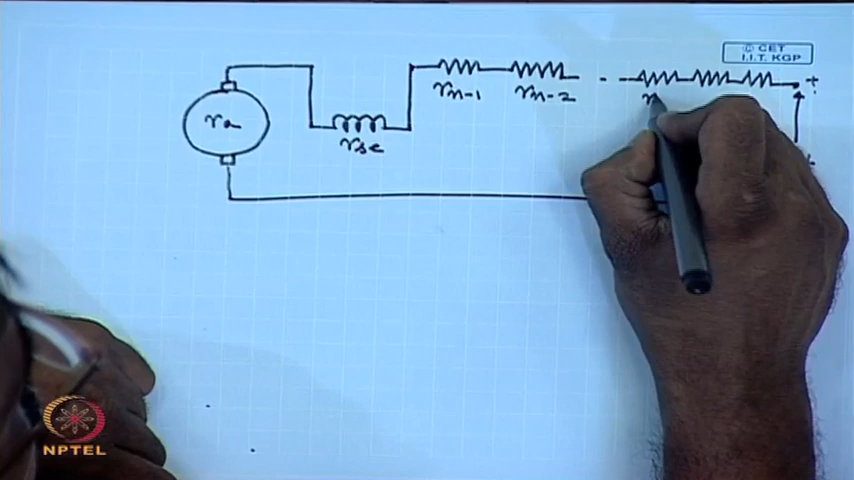 © CET
I.I.T. KGP
+
rn-1 rn-2
ra
rse
NPTEL